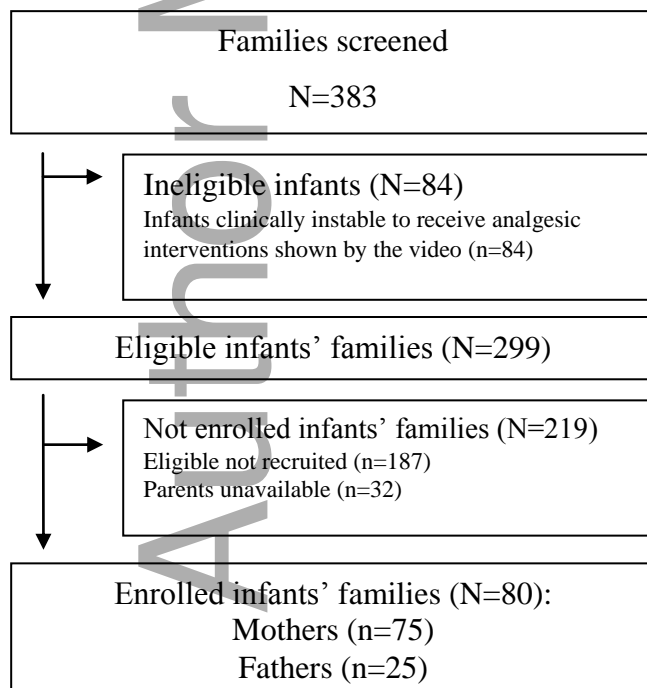 Families screened
N=383
Ineligible infants (N=84)
Infants clinically instable to receive analgesic
interventions shown by the video (n=84)
Eligible infants’ families (N=299)
Not enrolled infants’ families (N=219)
Eligible not recruited (n=187)
Parents unavailable (n=32)
Enrolled infants’ families (N=80):
Mothers (n=75)
Fathers (n=25)
Author